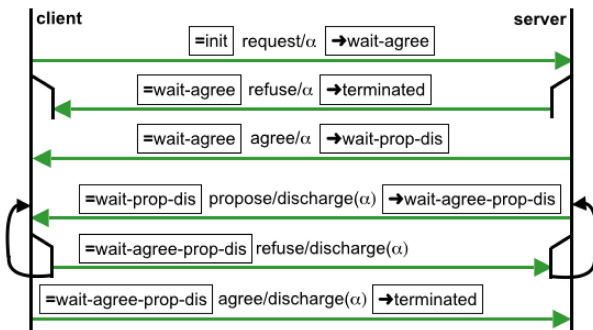 client server
=init request/α ➔wait-agree
=wait-agree refuse/α ➔terminated
=wait-agree agree/α ➔wait-prop-dis
=wait-prop-dis propose/discharge(α) ➔wait-agree-prop-dis
=wait-agree-prop-dis refuse/discharge(α)
=wait-agree-prop-dis agree/discharge(α) ➔terminated